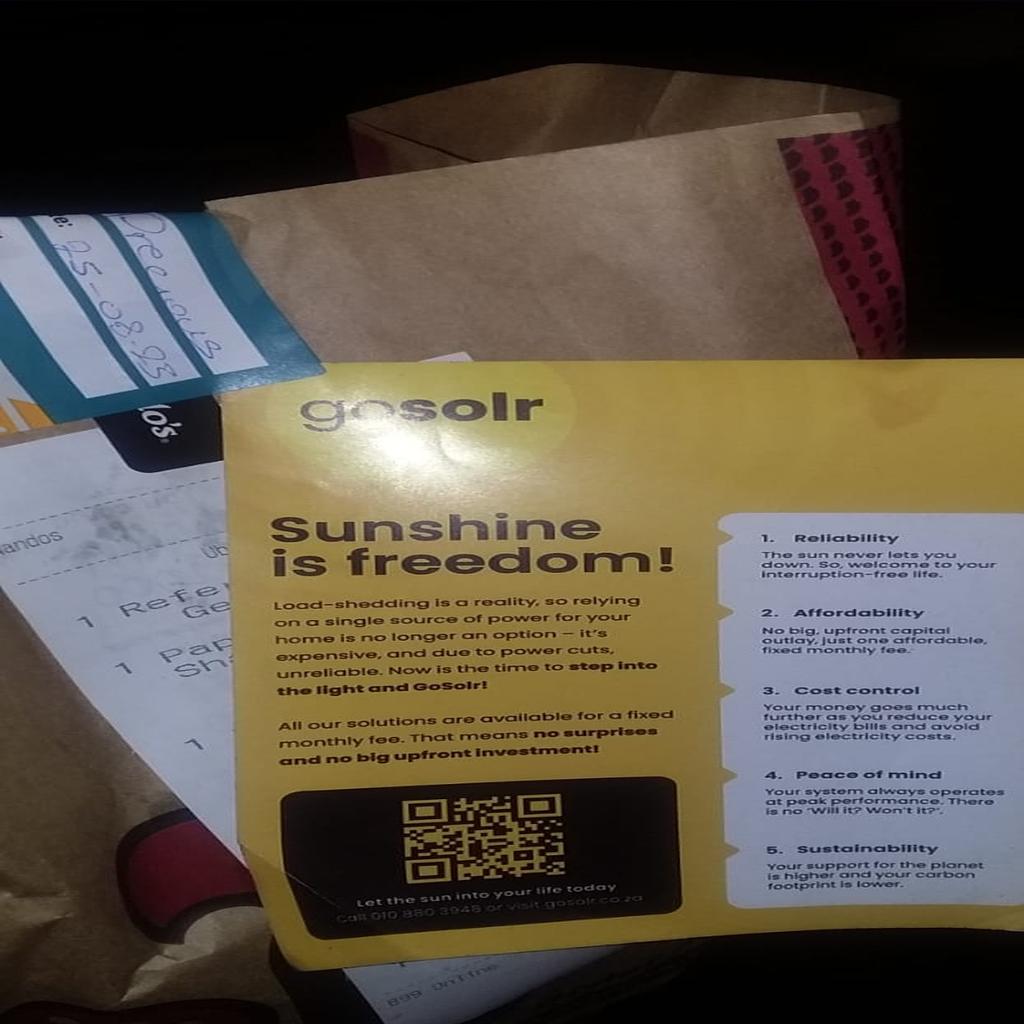 Precious
te: 25-08-23
do's.
gosolr
Sunshine
is freedom!
Load-shedding is a reality, so relying
on a single source of power for your
home is no longer an option – it's
expensive, and due to power cuts,
unreliable. Now is the time to step into
the light and GoSolr!
All our solutions are available for a fixed
monthly fee. That means no surprises
and no big upfront investment!
Let the sun into your life today
Call 010 880 3948 or visit gosolr.co.za
1. Reliability
The sun never lets you
down. So, welcome to your
interruption-free life.
2. Affordability
No big, upfront capital
outlay, just one affordable,
fixed monthly fee.
3. Cost control
Your money goes much
further as you reduce your
electricity bills and avoid
rising electricity costs.
4. Peace of mind
Your system always operates
at peak performance. There
is no 'Will it? Won't it?'.
5. Sustainability
Your support for the planet
is higher and your carbon
footprint is lower.
nandos
Ub
1 Refe
Ge
1 Pap
Sh
1